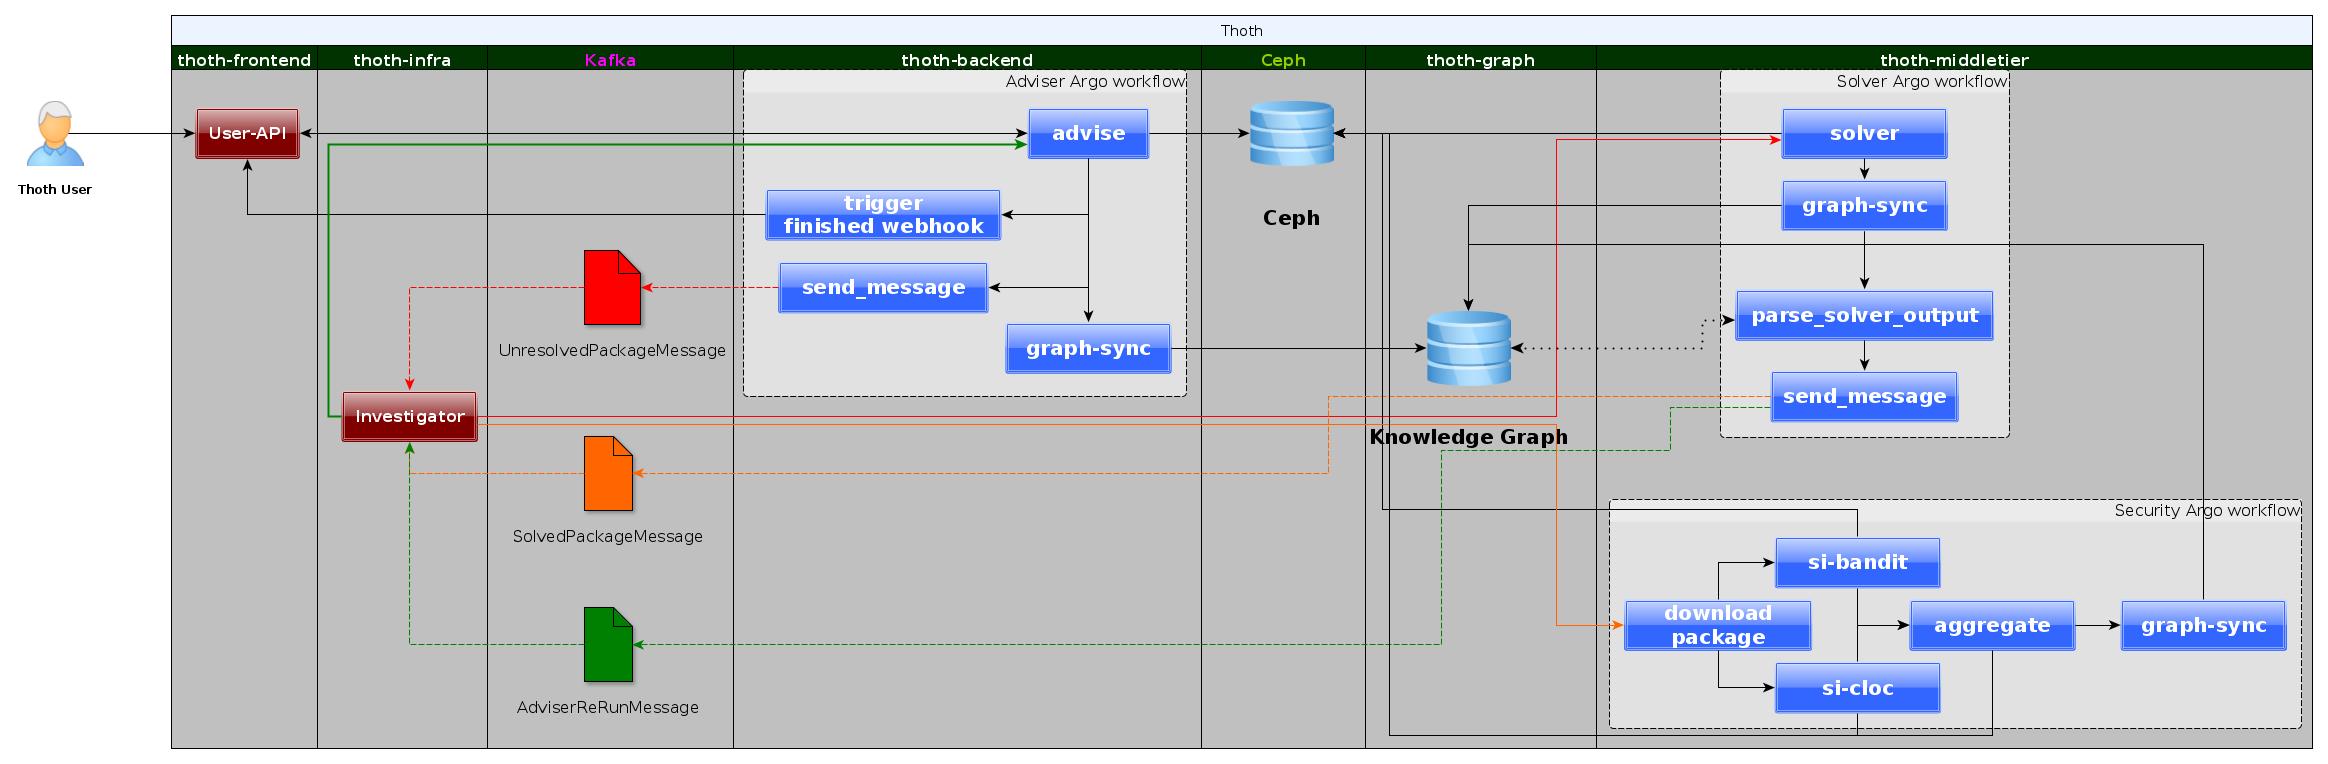 Thoth
thoth-frontend
thoth-infra
Kafka
thoth-backend
Ceph
thoth-graph
thoth-middletier
Adviser Argo workflow
Solver Argo workflow
User-API
advise
solver
Thoth User
trigger
finished webhook
Ceph
graph-sync
send_message
parse_solver_output
UnresolvedPackageMessage
graph-sync
send_message
Investigator
Knowledge Graph
SolvedPackageMessage
Security Argo workflow
si-bandit
download
package
aggregate
graph-sync
si-cloc
AdviserReRunMessage